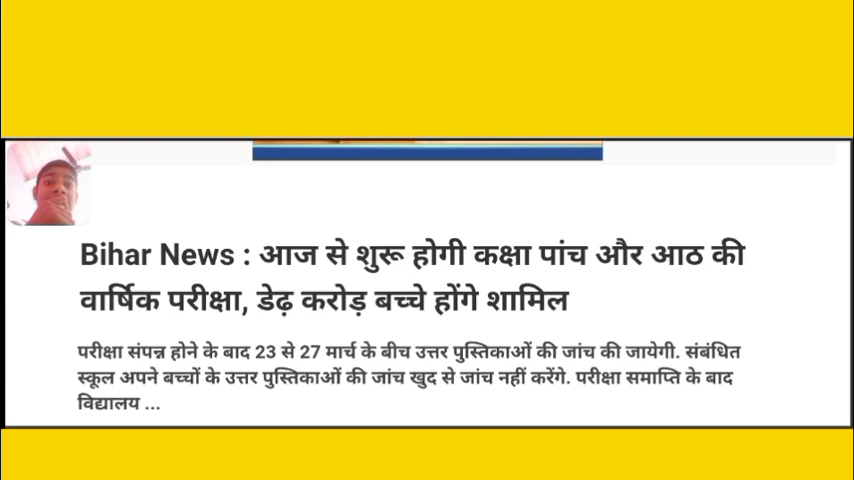 Bihar News : आज से शुरू होगी कक्षा पांच और आठ की
वार्षिक परीक्षा, डेढ़ करोड़ बच्चे होंगे शामिल
परीक्षा संपन्न होने के बाद 23 से 27 मार्च के बीच उत्तर पुस्तिकाओं की जांच की जायेगी. संबंधित
स्कूल अपने बच्चों के उत्तर पुस्तिकाओं की जांच खुद से जांच नहीं करेंगे. परीक्षा समाप्ति के बाद
विद्यालय ...